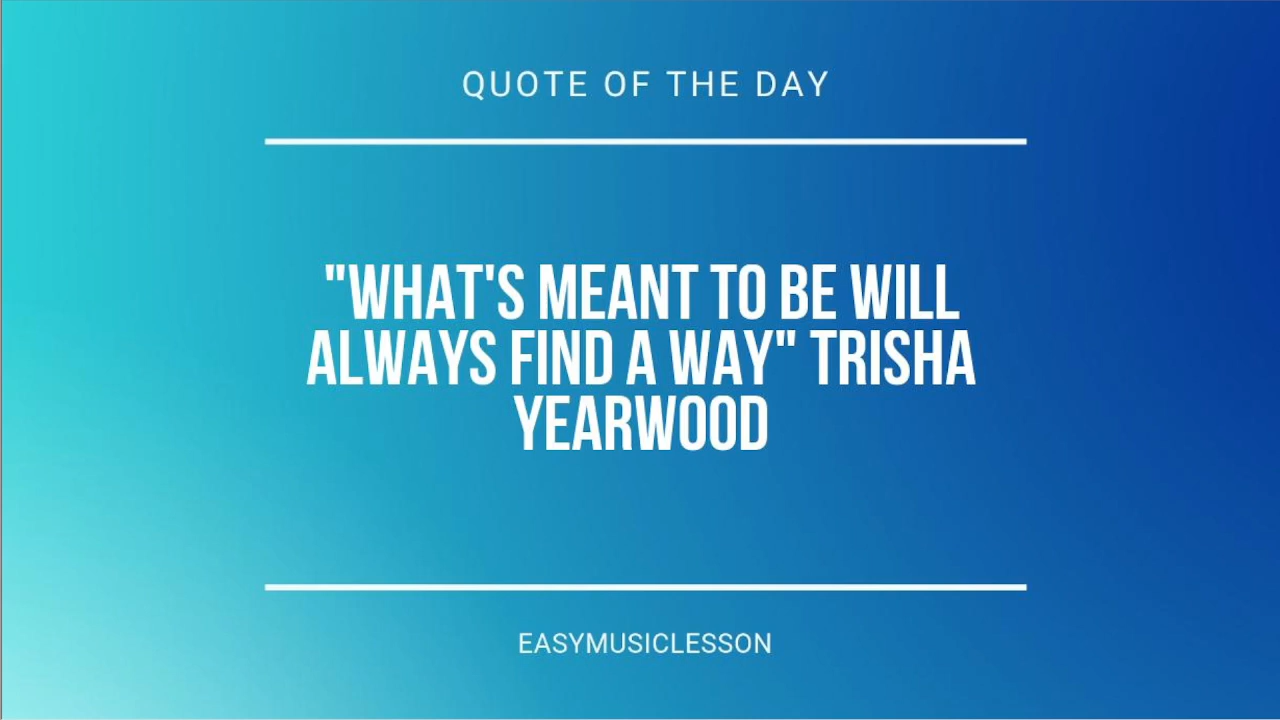 QUOTE OF THE DAY
"WHAT'S MEANT TO BE WILL
ALWAYS FIND A WAY" TRISHA
YEARWOOD
EASYMUSICLESSON